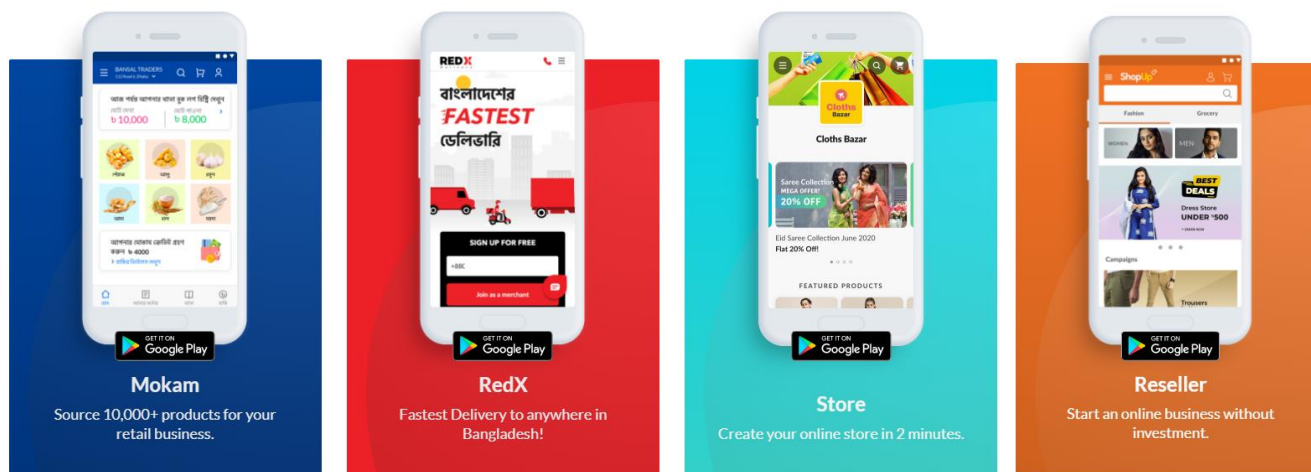 BANSAL TRADERS
আজ পর্যন্ত আপনার খাতা
৳ 10,000
৳ 8,000
পেঁয়াজ
আলু
রসুন
আদা
ডাল
আপনার মোকাম ক্রেডিট গ্রহণ
করুন ৳ 4000
GET IT ON
Google Play
Mokam
Source 10,000+ products for your
retail business.
REDX
বাংলাদেশের
FASTEST
ডেলিভারি
SIGN UP FOR FREE
+880
Join as a merchant
GET IT ON
Google Play
RedX
Fastest Delivery to anywhere in
Bangladesh!
Cloths
Bazar
Cloths Bazar
Saree Collection
MEGA OFFER!
20% OFF
Eid Saree Collection June 2020
Flat 20% Off!
FEATURED PRODUCTS
GET IT ON
Google Play
Store
Create your online store in 2 minutes.
ShopUp
Fashion
Grocery
WOMEN
MEN
BEST
DEALS
Dress Store
UNDER ৳500
Campaigns
Trousers
GET IT ON
Google Play
Reseller
Start an online business without
investment.